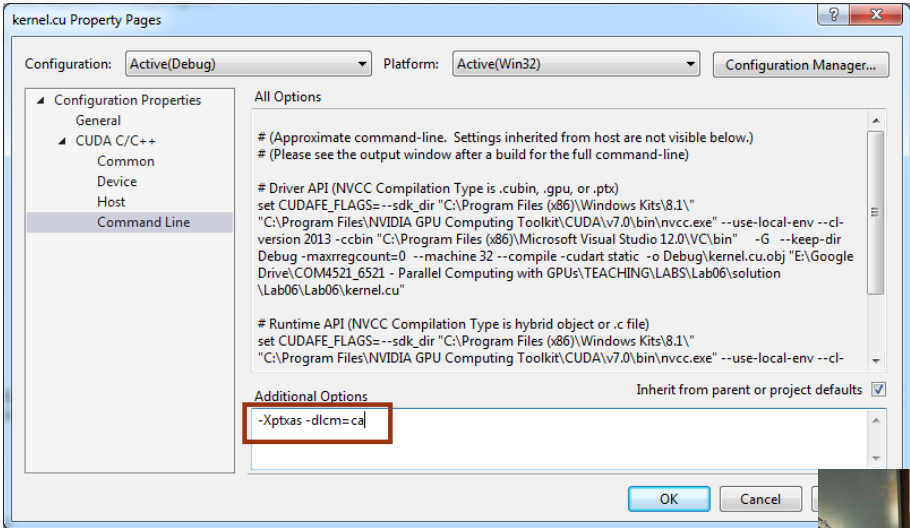 kernel.cu Property Pages
Configuration: Active(Debug) Platform: Active(Win32) Configuration Manager...
Configuration Properties
General
CUDA C/C++
Common
Device
Host
Command Line
All Options
# (Approximate command-line. Settings inherited from host are not visible below.)
# (Please see the output window after a build for the full command-line)
# Driver API (NVCC Compilation Type is .cubin, .gpu, or .ptx)
set CUDAFE_FLAGS=--sdk_dir "C:\Program Files (x86)\Windows Kits\8.1\"
"C:\Program Files\NVIDIA GPU Computing Toolkit\CUDA\v7.0\bin\nvcc.exe" --use-local-env --cl-
version 2013 -ccbin "C:\Program Files (x86)\Microsoft Visual Studio 12.0\VC\bin" -G --keep-dir
Debug -maxrregcount=0 --machine 32 --compile -cudart static -o Debug\kernel.cu.obj "E:\Google
Drive\COM4521_6521 - Parallel Computing with GPUs\TEACHING\LABS\Lab06\solution
\Lab06\Lab06\kernel.cu"
# Runtime API (NVCC Compilation Type is hybrid object or .c file)
set CUDAFE_FLAGS=--sdk_dir "C:\Program Files (x86)\Windows Kits\8.1\"
"C:\Program Files\NVIDIA GPU Computing Toolkit\CUDA\v7.0\bin\nvcc.exe" --use-local-env --cl-
Additional Options Inherit from parent or project defaults
-Xptxas -dlcm=ca
OK Cancel